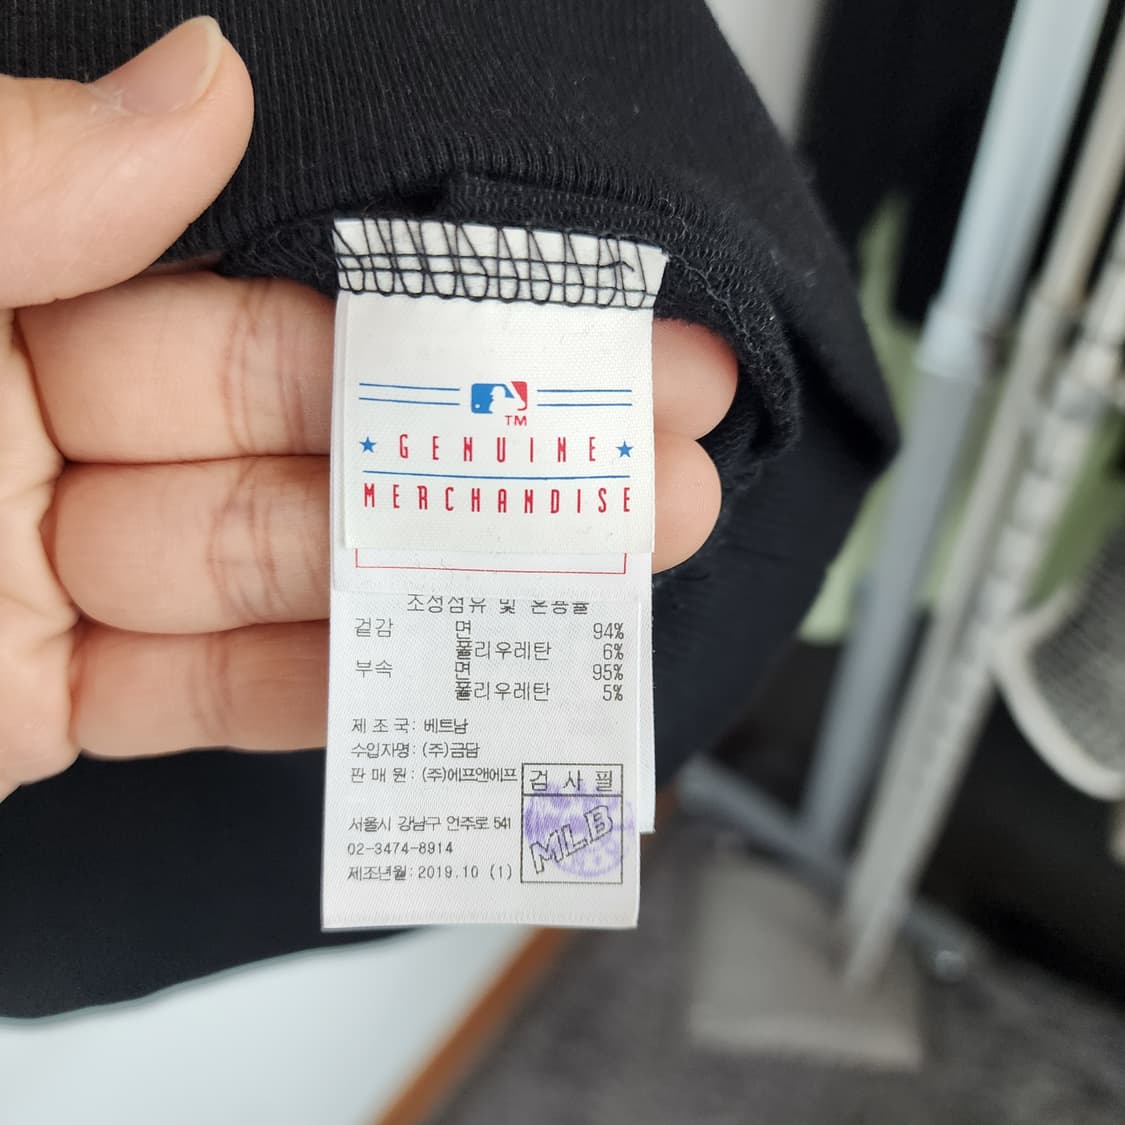 TM
GENUINE
MERCHANDISE
조성섬유 및 혼용율
겉감 면 94%
폴리우레탄 6%
부속 면 95%
폴리우레탄 5%
제 조 국 : 베트남
수입자명 : (주)금담
판 매 원 : (주)에프앤에프
검 사 필
MLB
서울시 강남구 언주로 541
02-3474-8914
제조년월 : 2019.10 (1)